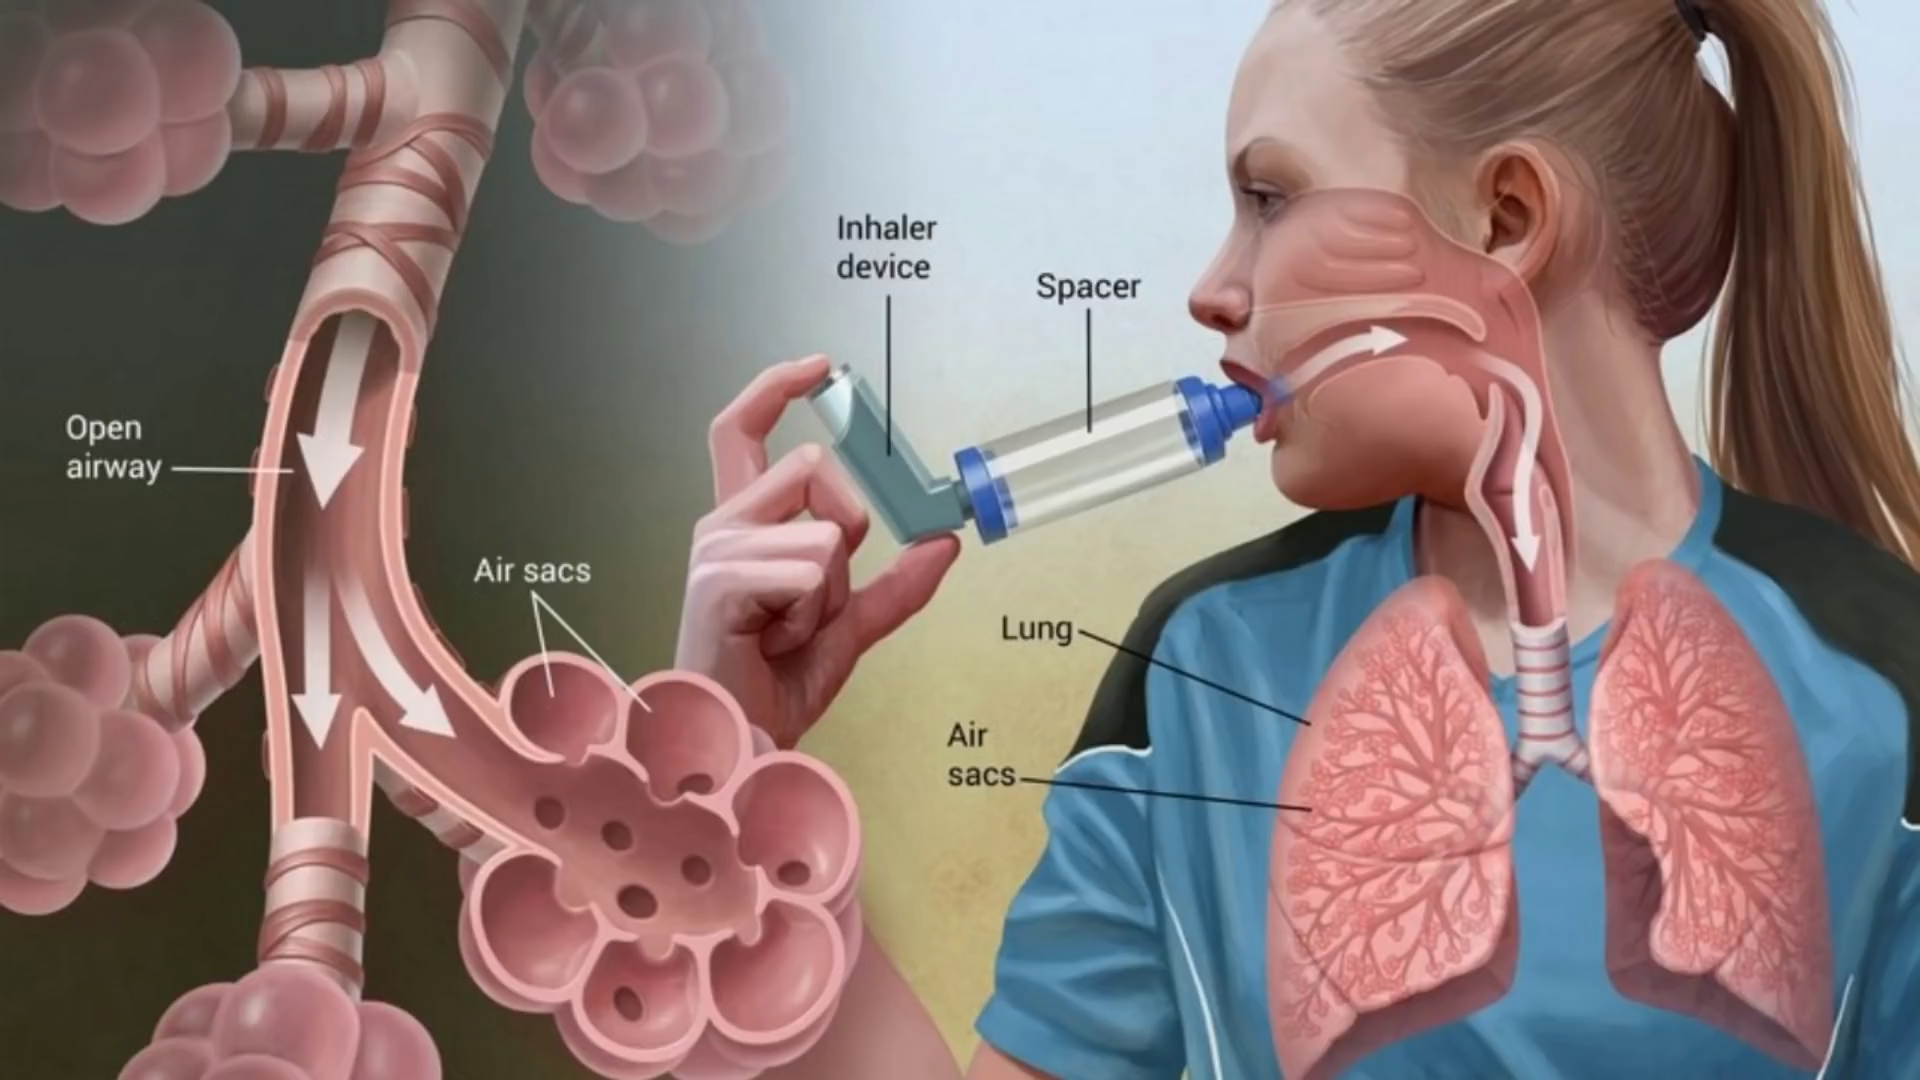 Inhaler
device
Spacer
Open
airway
Air sacs
Lung
Air
sacs